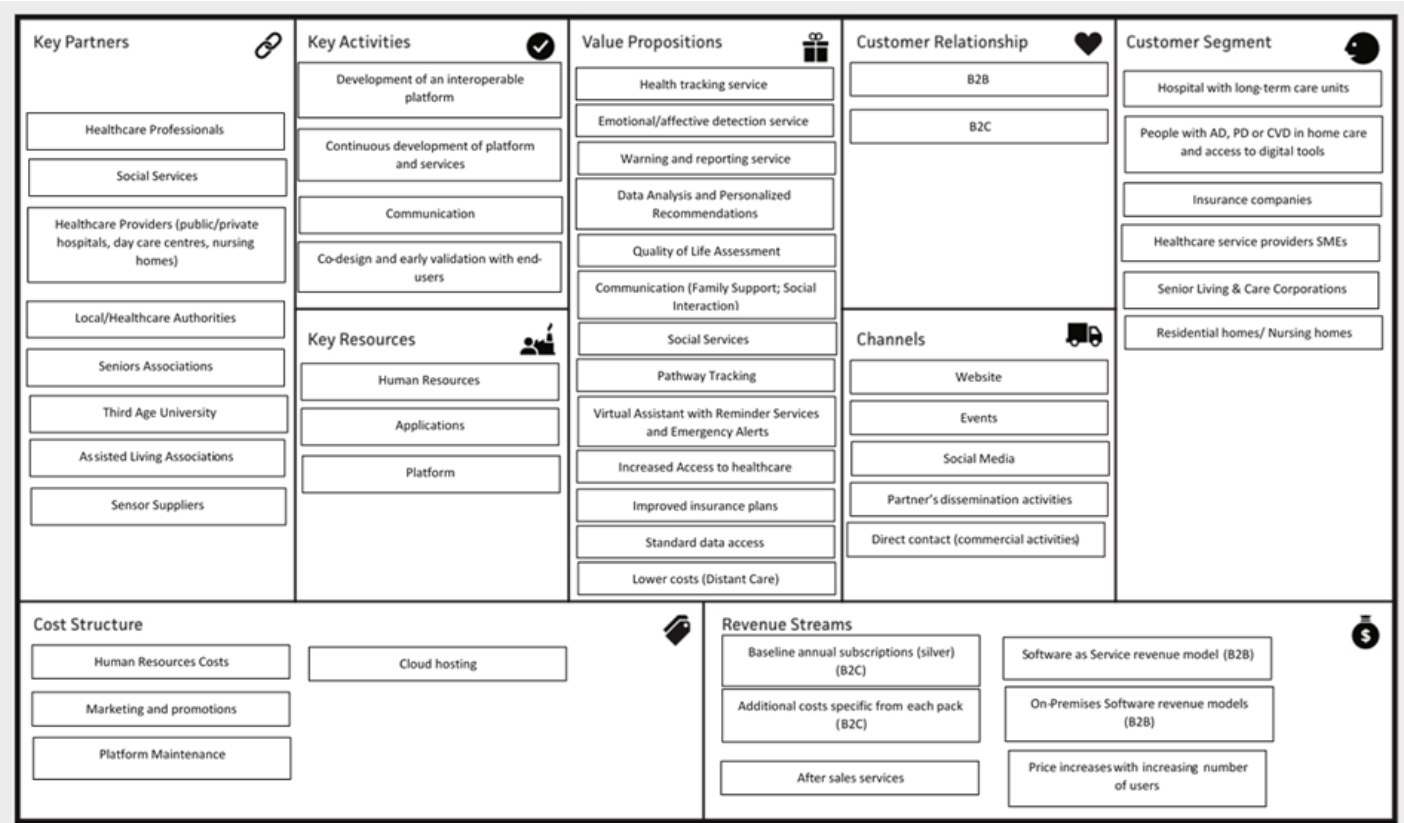 Key Partners
Healthcare Professionals
Social Services
Healthcare Providers (public/private
hospitals, day care centres, nursing
homes)
Local/Healthcare Authorities
Seniors Associations
Third Age University
Assisted Living Associations
Sensor Suppliers
Key Activities
Development of an interoperable
platform
Continuous development of platform
and services
Communication
Co-design and early validation with end-
users
Key Resources
Human Resources
Applications
Platform
Value Propositions
Health tracking service
Emotional/affective detection service
Warning and reporting service
Data Analysis and Personalized
Recommendations
Quality of Life Assessment
Communication (Family Support; Social
Interaction)
Social Services
Pathway Tracking
Virtual Assistant with Reminder Services
and Emergency Alerts
Increased Access to healthcare
Improved insurance plans
Standard data access
Lower costs (Distant Care)
Customer Relationship
B2B
B2C
Channels
Website
Events
Social Media
Partner's dissemination activities
Direct contact (commercial activities)
Customer Segment
Hospital with long-term care units
People with AD, PD or CVD in home care
and access to digital tools
Insurance companies
Healthcare service providers SMEs
Senior Living & Care Corporations
Residential homes/ Nursing homes
Cost Structure
Human Resources Costs
Marketing and promotions
Platform Maintenance
Cloud hosting
Revenue Streams
Baseline annual subscriptions (silver)
(B2C)
Additional costs specific from each pack
(B2C)
After sales services
Software as Service revenue model (B2B)
On-Premises Software revenue models
(B2B)
Price increases with increasing number
of users
$